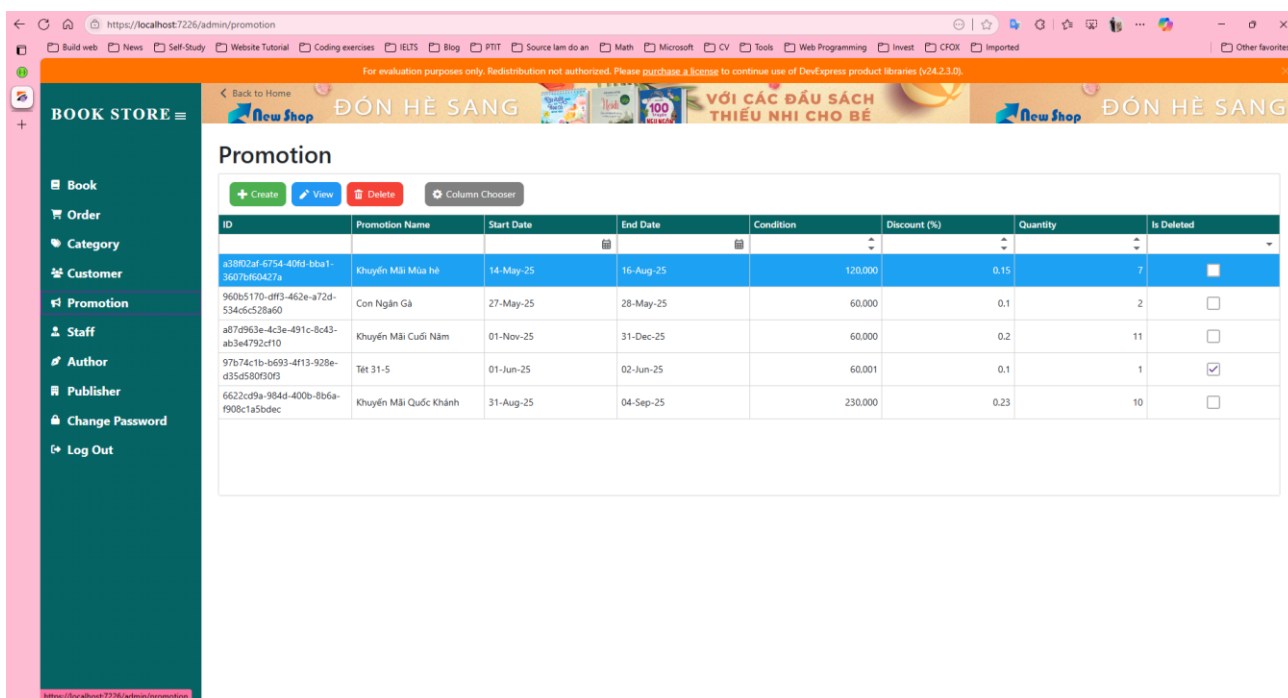 https://localhost:7226/admin/promotion
Build web News Self-Study Website Tutorial Coding exercises IELTS Blog PTIT Source lam do an Math Microsoft CV Tools Web Programming Invest CFOX Imported Other favorites
For evaluation purposes only. Redistribution not authorized. Please purchase a license to continue use of DevExpress product libraries (v24.2.3.0).
Back to Home
New Shop ĐÓN HÈ SANG 100 VỚI CÁC ĐẦU SÁCH THIẾU NHI CHO BÉ New Shop ĐÓN HÈ SANG
BOOK STORE
Book
Order
Category
Customer
Promotion
Staff
Author
Publisher
Change Password
Log Out
Promotion
Create View Delete Column Chooser
ID Promotion Name Start Date End Date Condition Discount (%) Quantity Is Deleted
a38f02af-6754-40fd-bba1-3607bf60427a Khuyến Mãi Mùa hè 14-May-25 16-Aug-25 120,000 0.15 7
960b5170-dff3-462e-a72d-534c6c528a60 Con Ngân Gà 27-May-25 28-May-25 60.000 0.1 2
a87d963e-4c3e-491c-8c43-ab3e4792cf10 Khuyến Mãi Cuối Năm 01-Nov-25 31-Dec-25 60.000 0.2 11
97b74c1b-b693-4f13-928e-d35d580f30f3 Tét 31-5 01-Jun-25 02-Jun-25 60.001 0.1 1
6622cd9a-984d-400b-8b6a-f908c1a5bdec Khuyến Mãi Quốc Khánh 31-Aug-25 04-Sep-25 230.000 0.23 10
https://localhost:7226/admin/promotion